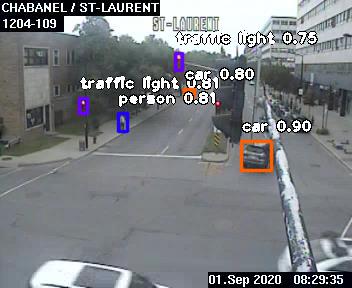 CHABANEL / ST-LAURENT
1204-109
ST-LAURENT
traffic light 0.75
car 0.80
traffic light 0.81
person 0.81
car 0.90
01.Sep 2020 08:29:35